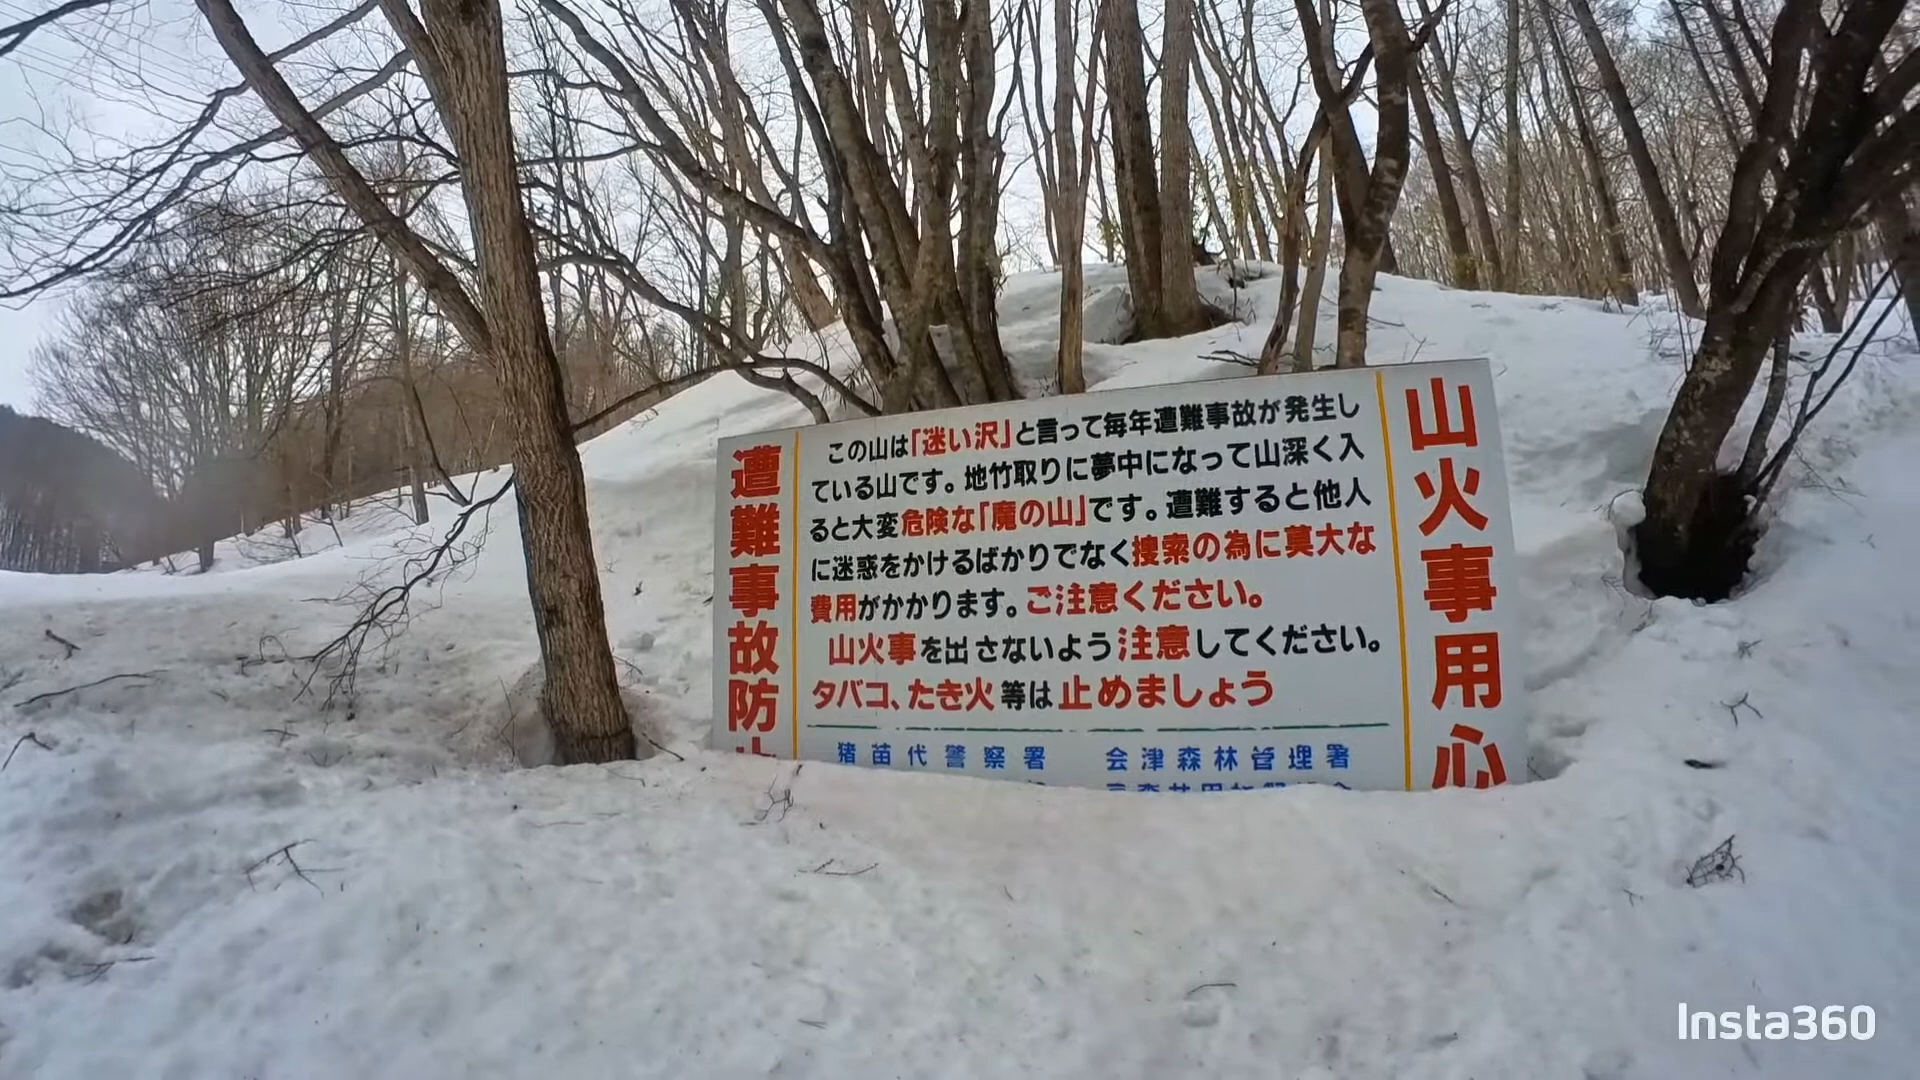 山火事用心
この山は「迷い沢」と言って毎年遭難事故が発生し
ている山です。地竹取りに夢中になって山深く入
ると大変危険な「魔の山」です。遭難すると他人
に迷惑をかけるばかりでなく捜索の為に莫大な
費用がかかります。ご注意ください。
山火事を出さないよう注意してください。
タバコ、たき火等は止めましょう
猪苗代警察署 会津森林管理署
遭難事故防
Insta360